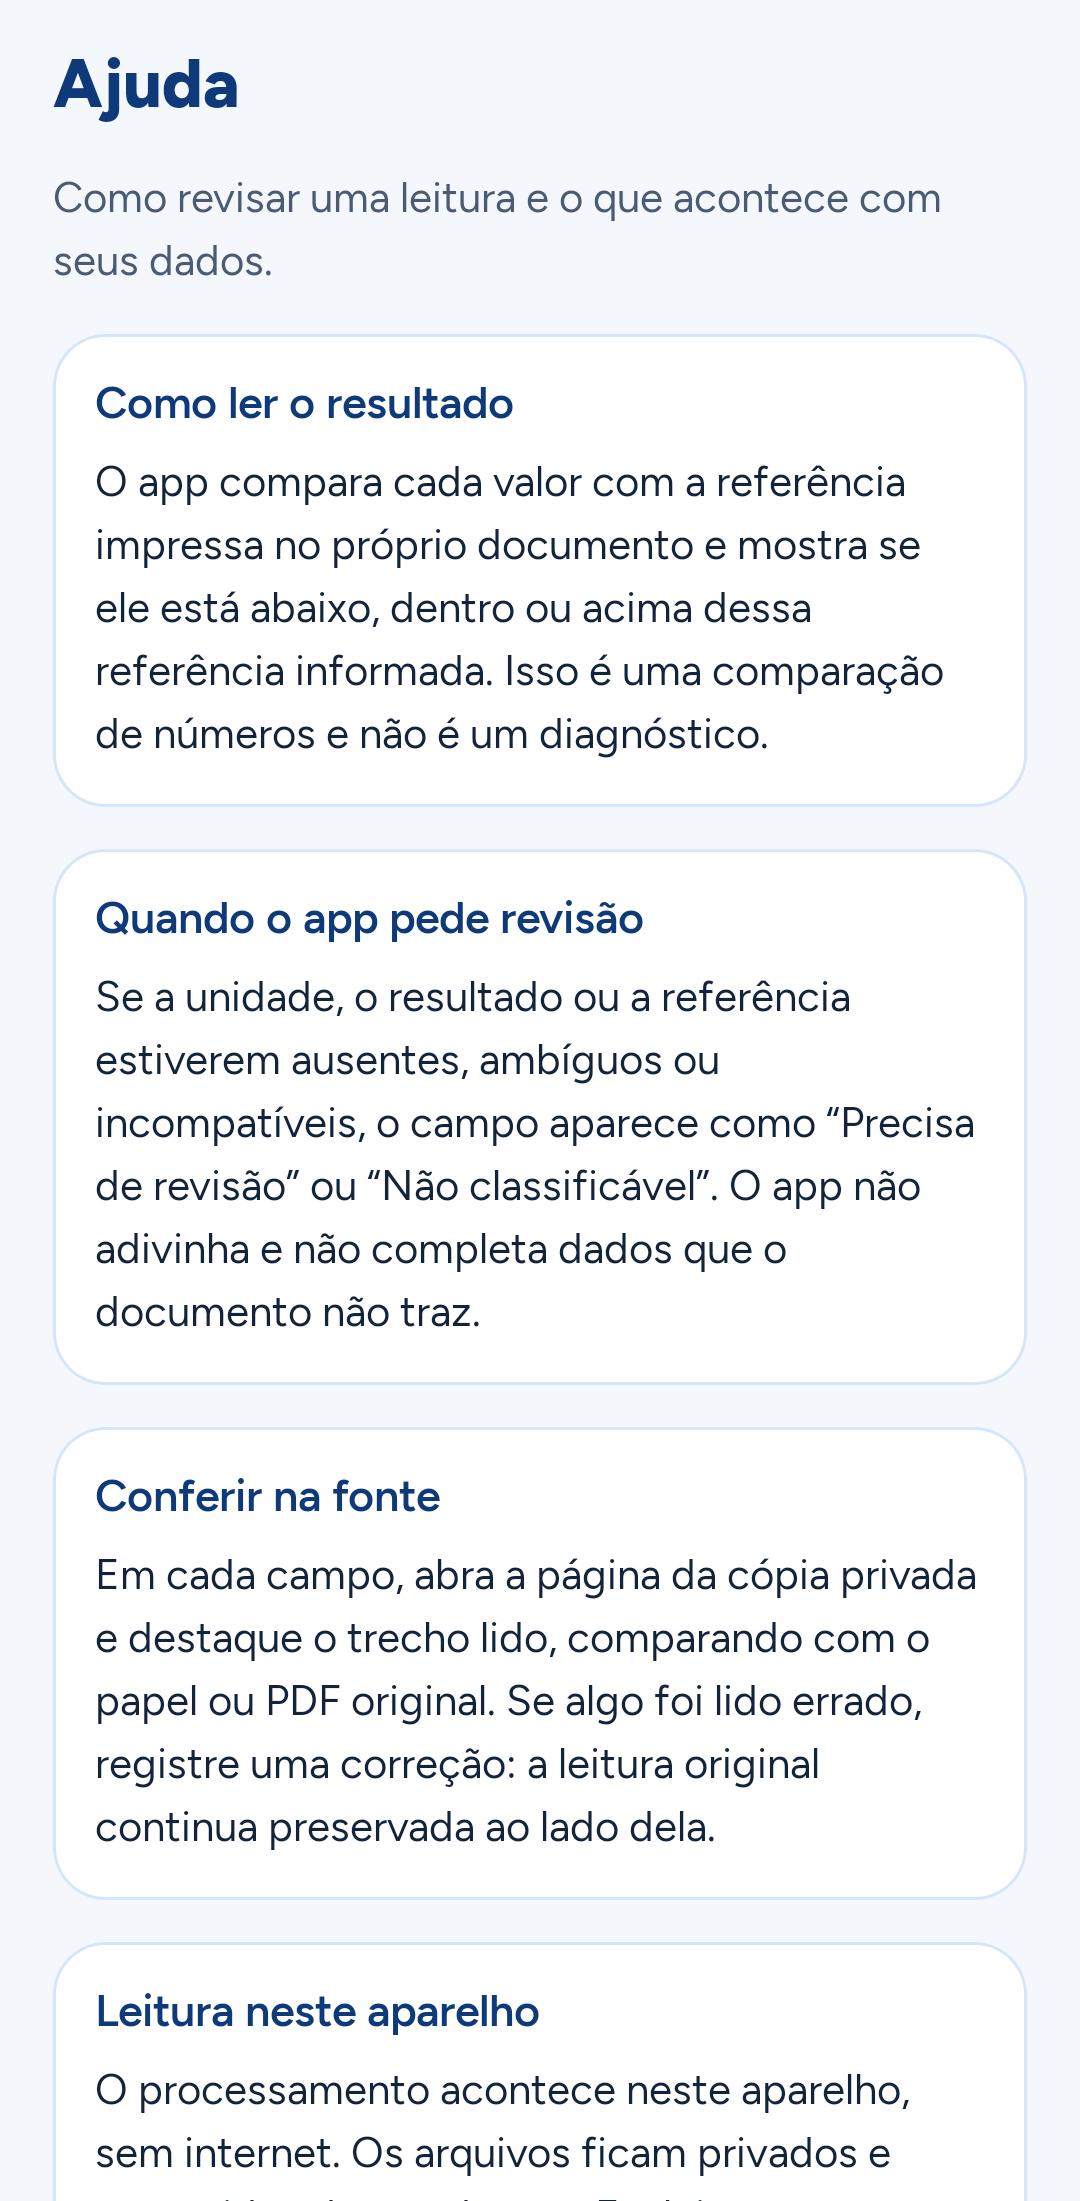 Ajuda
Como revisar uma leitura e o que acontece com
seus dados.
Como ler o resultado
O app compara cada valor com a referência
impressa no próprio documento e mostra se
ele está abaixo, dentro ou acima dessa
referência informada. Isso é uma comparação
de números e não é um diagnóstico.
Quando o app pede revisão
Se a unidade, o resultado ou a referência
estiverem ausentes, ambíguos ou
incompatíveis, o campo aparece como “Precisa
de revisão” ou “Não classificável”. O app não
adivinha e não completa dados que o
documento não traz.
Conferir na fonte
Em cada campo, abra a página da cópia privada
e destaque o trecho lido, comparando com o
papel ou PDF original. Se algo foi lido errado,
registre uma correção: a leitura original
continua preservada ao lado dela.
Leitura neste aparelho
O processamento acontece neste aparelho,
sem internet. Os arquivos ficam privados e